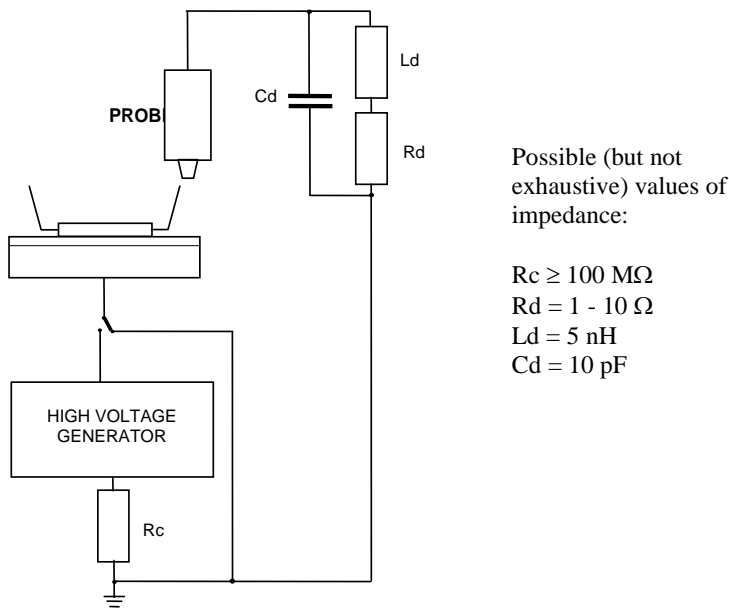 Ld
Cd
PROBE
Rd
Possible (but not
exhaustive) values of
impedance:
Rc ≥ 100 MΩ
Rd = 1 - 10 Ω
Ld = 5 nH
Cd = 10 pF
HIGH VOLTAGE
GENERATOR
Rc